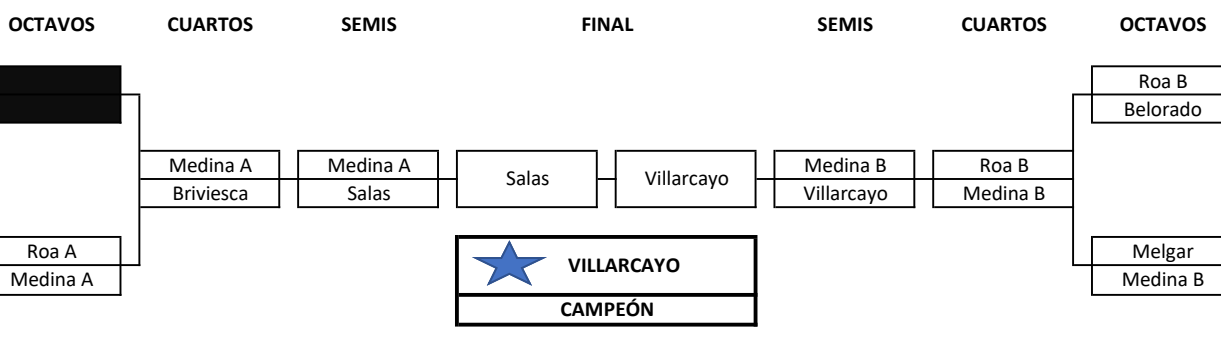 OCTAVOS CUARTOS SEMIS FINAL SEMIS CUARTOS OCTAVOS
Roa B
Belorado
Medina A Medina A Salas Villarcayo Medina B Roa B
Briviesca Salas Villarcayo Medina B
Roa A VILLARCAYO Melgar
Medina A Medina B
CAMPEÓN